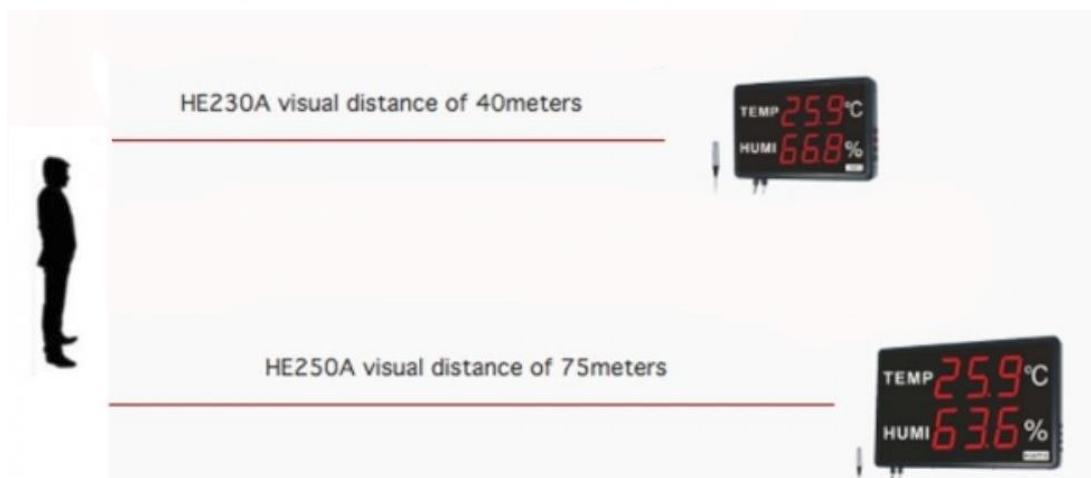 HE230A visual distance of 40meters
TEMP 25.9 °C
HUMI 66.8 %
HE250A visual distance of 75meters
TEMP 25.9 °C
HUMI 63.6 %